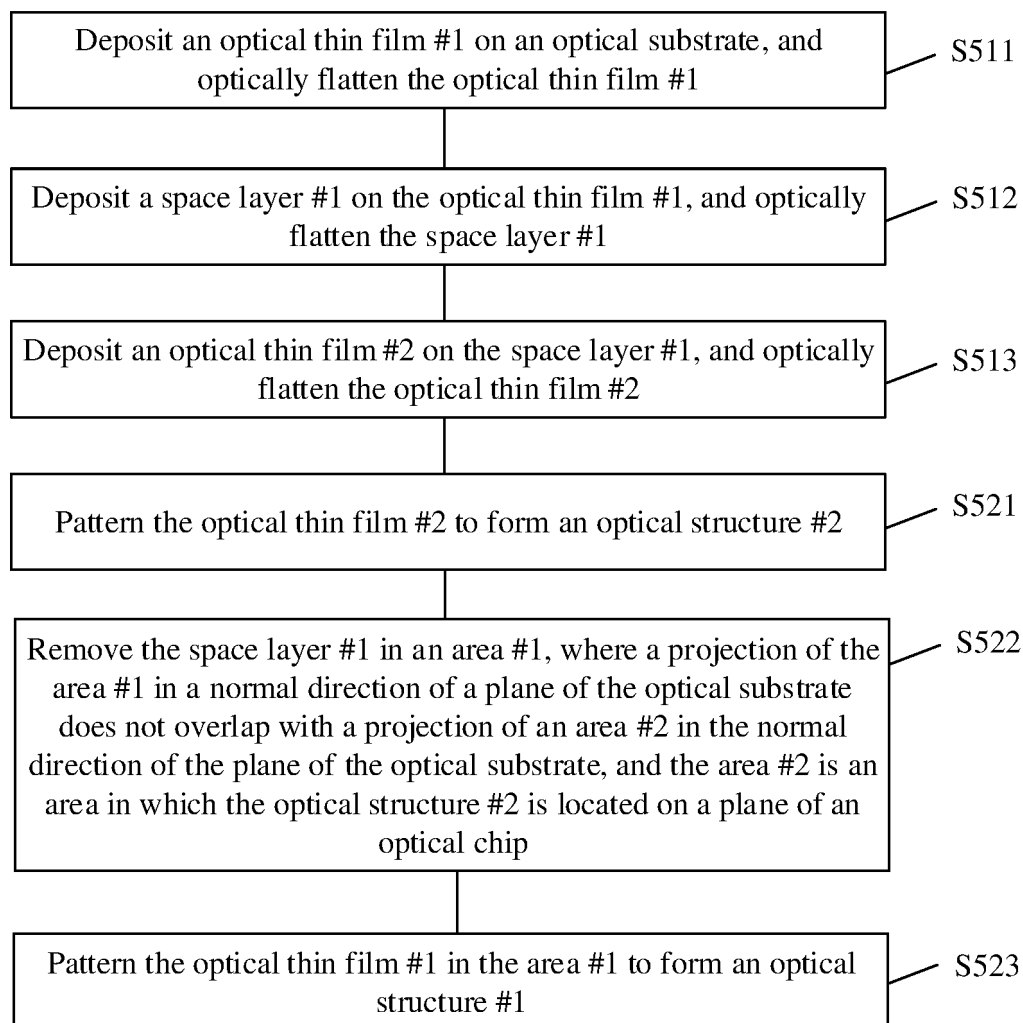 Deposit an optical thin film #1 on an optical substrate, and
optically flatten the optical thin film #1
S511
Deposit a space layer #1 on the optical thin film #1, and optically
flatten the space layer #1
S512
Deposit an optical thin film #2 on the space layer #1, and optically
flatten the optical thin film #2
S513
Pattern the optical thin film #2 to form an optical structure #2
S521
Remove the space layer #1 in an area #1, where a projection of the
area #1 in a normal direction of a plane of the optical substrate
does not overlap with a projection of an area #2 in the normal
direction of the plane of the optical substrate, and the area #2 is an
area in which the optical structure #2 is located on a plane of an
optical chip
S522
Pattern the optical thin film #1 in the area #1 to form an optical
structure #1
S523